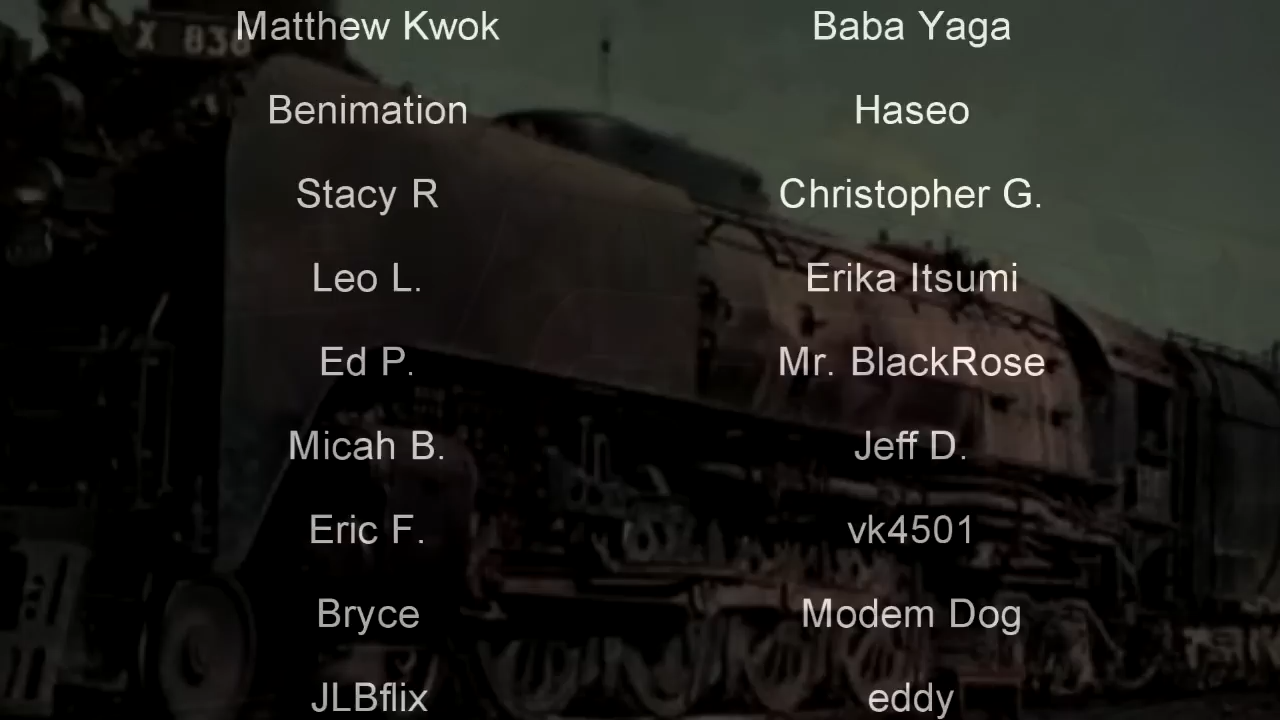 X 838
Matthew Kwok
Baba Yaga
Benimation
Haseo
Stacy R
Christopher G.
Leo L.
Erika Itsumi
Ed P.
Mr. BlackRose
Micah B.
Jeff D.
Eric F.
vk4501
Bryce
Modem Dog
JLBflix
eddy